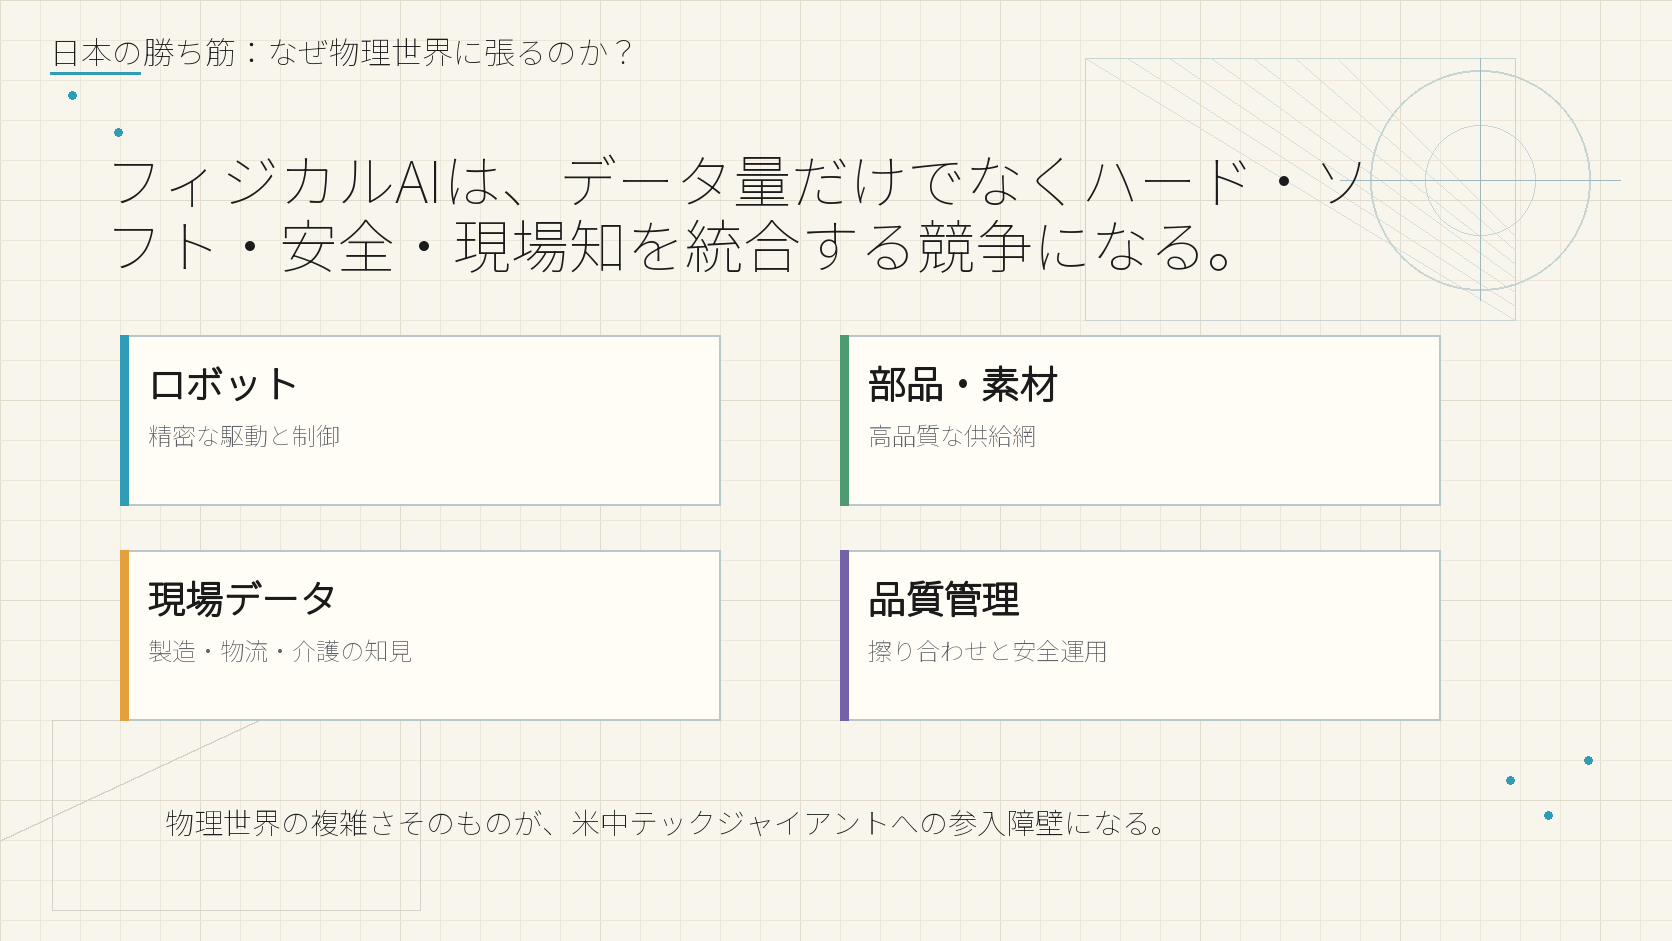 日本の勝ち筋：なぜ物理世界に張るのか？
フィジカルAIは、データ量だけでなくハード・ソ
フト・安全・現場知を統合する競争になる。
ロボット
精密な駆動と制御
部品・素材
高品質な供給網
現場データ
製造・物流・介護の知見
品質管理
擦り合わせと安全運用
物理世界の複雑さそのものが、米中テックジャイアントへの参入障壁になる。